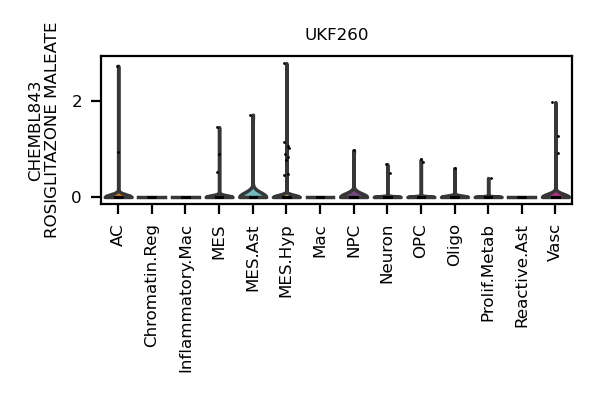 UKF260
CHEMBL843
ROSIGLITAZONE MALEATE
2
0
AC
Chromatin.Reg
Inflammatory.Mac
MES
MES.Ast
MES.Hyp
Mac
NPC
Neuron
OPC
Oligo
Prolif.Metab
Reactive.Ast
Vasc